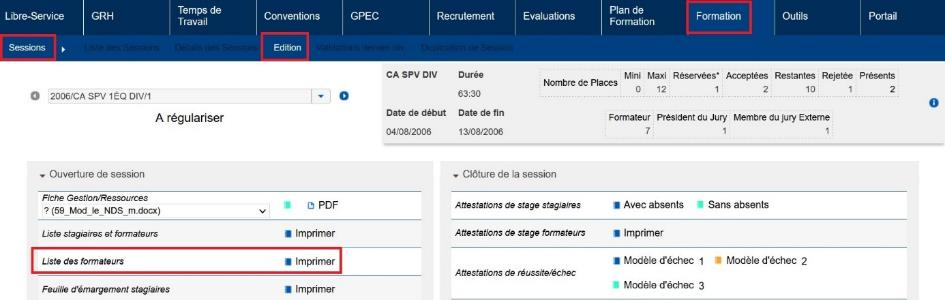 Libre-Service GRH Temps de Travail Conventions GPEC Recrutement Evaluations Plan de Formation Formation Outils Portail
Sessions Liste des Sessions Détails des Sessions Edition Validations dernier niv. Duplication de Session
2006/CA SPV 1ÉQ DIV/1
A régulariser
CA SPV DIV Durée
63:30
Date de début Date de fin
04/08/2006 13/08/2006
Nombre de Places Mini Maxi Réservées* Acceptées Restantes Rejetée Présents
0 12 1 2 10 1 2
Formateur Président du Jury Membre du jury Externe
7 1 1
Ouverture de session
Fiche Gestion/Ressources
? (59_Mod_le_NDS_m.docx) PDF
Liste stagiaires et formateurs Imprimer
Liste des formateurs Imprimer
Feuille d'émargement stagiaires Imprimer
Clôture de la session
Attestations de stage stagiaires Avec absents Sans absents
Attestations de stage formateurs Imprimer
Attestations de réussite/échec Modèle d'échec 1 Modèle d'échec 2
Modèle d'échec 3